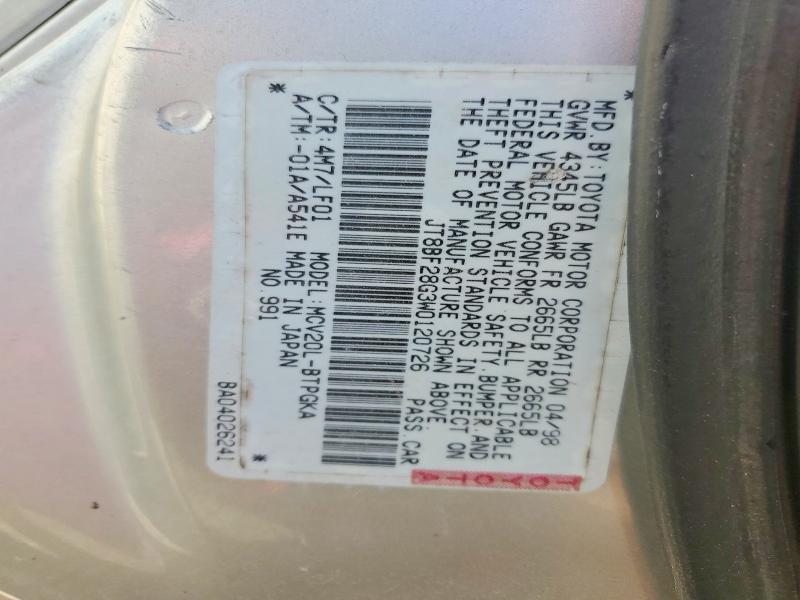 MFD. BY: TOYOTA MOTOR CORPORATION 04/98
GVWR 4345LB GAWR FR 2665LB RR 2665LB
THIS VEHICLE CONFORMS TO ALL APPLICABLE
FEDERAL MOTOR VEHICLE SAFETY, BUMPER, AND
THEFT PREVENTION STANDARDS IN EFFECT ON
THE DATE OF MANUFACTURE SHOWN ABOVE.
JT8BF28G3W0120726 PASS.CAR
TOYOTA
C/TR:4M7/LF01 MODEL:MCV20L-BTPGKA
A/TM:-01A/A541E MADE IN JAPAN
NO.991
BA04026241